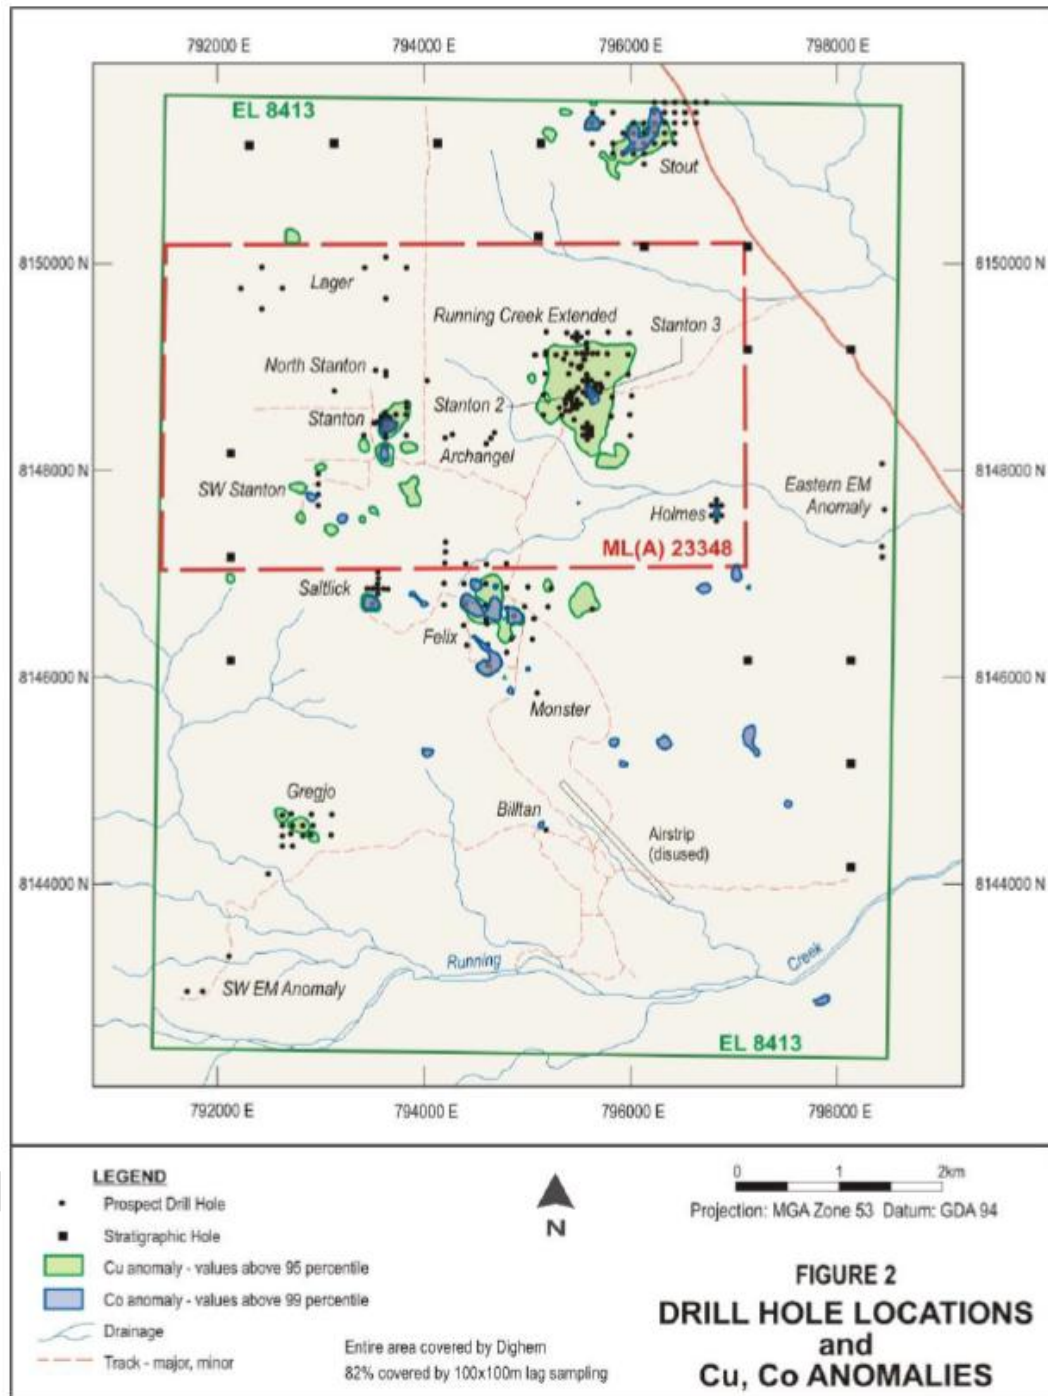 792000 E
794000 E
796000 E
798000 E
EL 8413
Stout
8150000 N
8150000 N
Lager
Running Creek Extended
Stanton 3
North Stanton
Stanton 2
Stanton
Archangel
8148000 N
8148000 N
SW Stanton
Eastern EM
Anomaly
Holmes
ML(A) 23348
Saltlick
Felix
8146000 N
8146000 N
Monster
Gregjo
Billtan
Airstrip
(disused)
8144000 N
8144000 N
Running
Creek
SW EM Anomaly
EL 8413
792000 E
794000 E
796000 E
798000 E
LEGEND
Prospect Drill Hole
Stratigraphic Hole
Cu anomaly - values above 95 percentile
Co anomaly - values above 99 percentile
Drainage
Track - major, minor
Entire area covered by Dighem
82% covered by 100x100m lag sampling
N
0 1 2km
Projection: MGA Zone 53 Datum: GDA 94
FIGURE 2
DRILL HOLE LOCATIONS
and
Cu, Co ANOMALIES